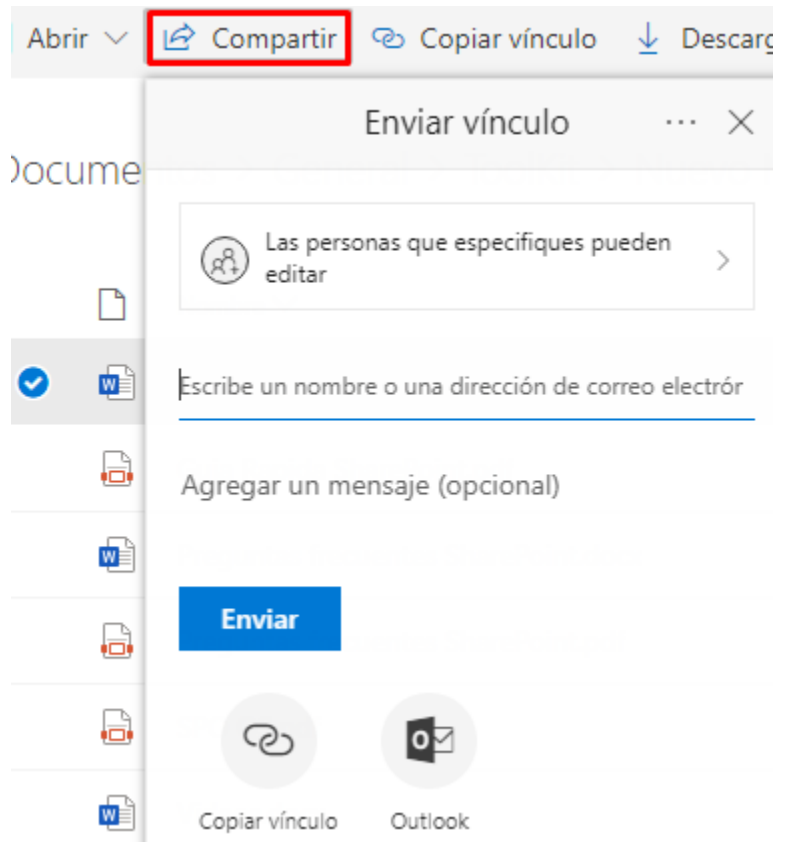 Abrir Compartir Copiar vínculo Descarg
Enviar vínculo
Docume
Las personas que especifiques pueden
editar
Escribe un nombre o una dirección de correo electrór
Agregar un mensaje (opcional)
Enviar
Copiar vínculo Outlook